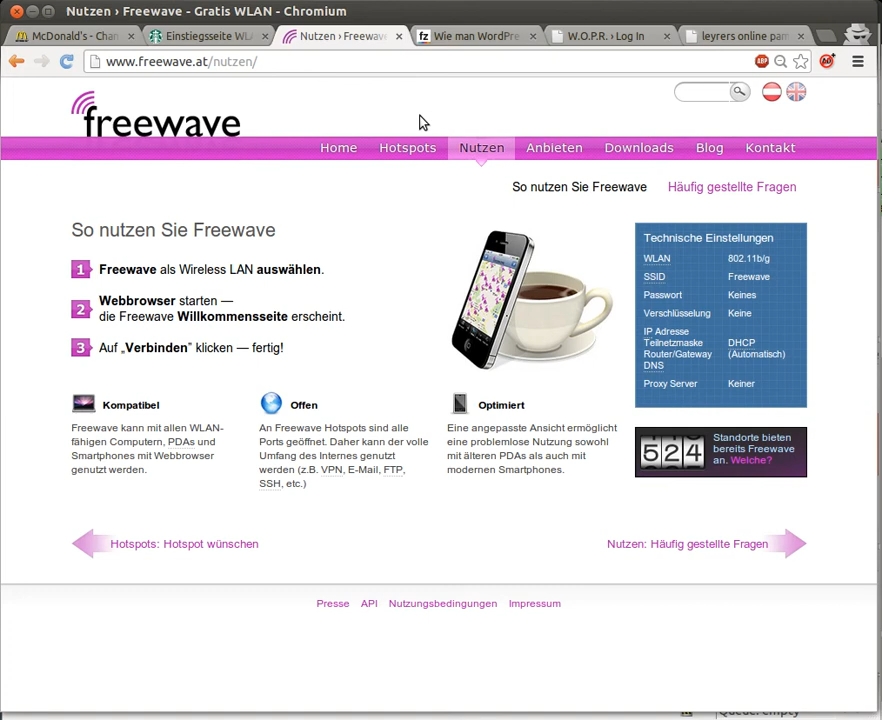 Nutzen › Freewave - Gratis WLAN - Chromium
McDonald's - Chan
Einstiegsseite WLAN
Nutzen › Freewave
Wie man WordPre
W.O.P.R. › Log In
leyrers online pam
www.freewave.at/nutzen/
ABP
freewave
Home
Hotspots
Nutzen
Anbieten
Downloads
Blog
Kontakt
So nutzen Sie Freewave
Häufig gestellte Fragen
So nutzen Sie Freewave
1 Freewave als Wireless LAN auswählen.
2 Webbrowser starten —
die Freewave Willkommensseite erscheint.
3 Auf „Verbinden” klicken — fertig!
Technische Einstellungen
WLAN 802.11b/g
SSID Freewave
Passwort Keines
Verschlüsselung Keine
IP Adresse
Teilnetzmaske DHCP
Router/Gateway (Automatisch)
DNS
Proxy Server Keiner
Kompatibel
Freewave kann mit allen WLAN-
fähigen Computern, PDAs und
Smartphones mit Webbrowser
genutzt werden.
Offen
An Freewave Hotspots sind alle
Ports geöffnet. Daher kann der volle
Umfang des Internets genutzt
werden (z.B. VPN, E-Mail, FTP,
SSH, etc.)
Optimiert
Eine angepasste Ansicht ermöglicht
eine problemlose Nutzung sowohl
mit älteren PDAs als auch mit
modernen Smartphones.
524
Standorte bieten
bereits Freewave
an. Welche?
Hotspots: Hotspot wünschen
Nutzen: Häufig gestellte Fragen
Presse
API
Nutzungsbedingungen
Impressum
Queue: empty